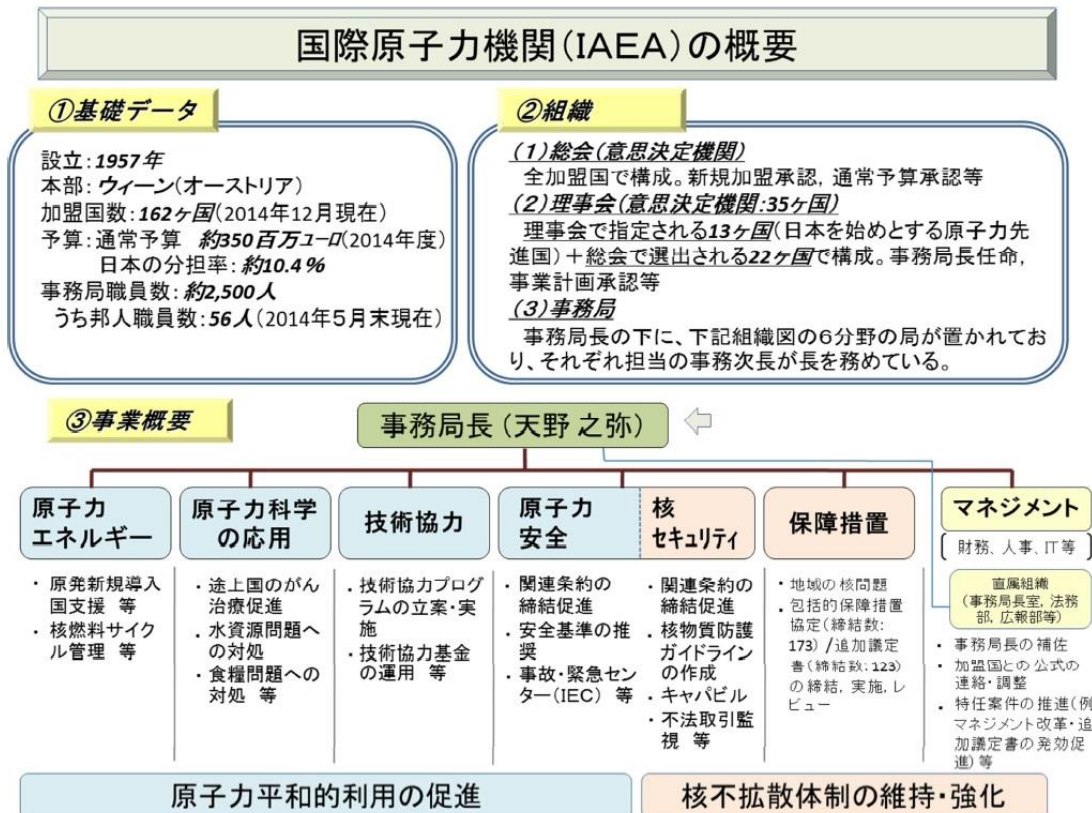 国際原子力機関(IAEA)の概要
①基礎データ
設立:1957年
本部:ウィーン(オーストリア)
加盟国数:162ヶ国(2014年12月現在)
予算:通常予算　約350百万ユーロ(2014年度)
日本の分担率:約10.4%
事務局職員数:約2,500人
うち邦人職員数:56人(2014年5月末現在)
②組織
(1)総会(意思決定機関)
全加盟国で構成。新規加盟承認, 通常予算承認等
(2)理事会(意思決定機関:35ヶ国)
理事会で指定される13ヶ国(日本を始めとする原子力先
進国)+総会で選出される22ヶ国で構成。事務局長任命,
事業計画承認等
(3)事務局
事務局長の下に、下記組織図の6分野の局が置かれてお
り、それぞれ担当の事務次長が長を務めている。
③事業概要
事務局長(天野 之弥)
原子力
エネルギー
・原発新規導入
国支援 等
・核燃料サイク
ル管理 等
原子力科学
の応用
・途上国のがん
治療促進
・水資源問題へ
の対処
・食糧問題への
対処 等
技術協力
・技術協力プログ
ラムの立案・実
施
・技術協力基金
の運用 等
原子力
安全
・関連条約の
締結促進
・安全基準の推
奨
・事故・緊急セン
ター(IEC) 等
核
セキュリティ
・関連条約の
締結促進
・核物質防護
ガイドライン
の作成
・キャパビル
・不法取引監
視 等
保障措置
・地域の核問題
・包括的保障措置
協定(締結数:
173) /追加議定
書(締結数:123)
の締結, 実施, レ
ビュー
マネジメント
財務、人事、IT等
直属組織
(事務局長室, 法務
部, 広報部等)
・事務局長の補佐
・加盟国との公式の
連絡・調整
・特任案件の推進(例
マネジメント改革・追
加議定書の発効促
進)等
原子力平和的利用の促進
核不拡散体制の維持・強化